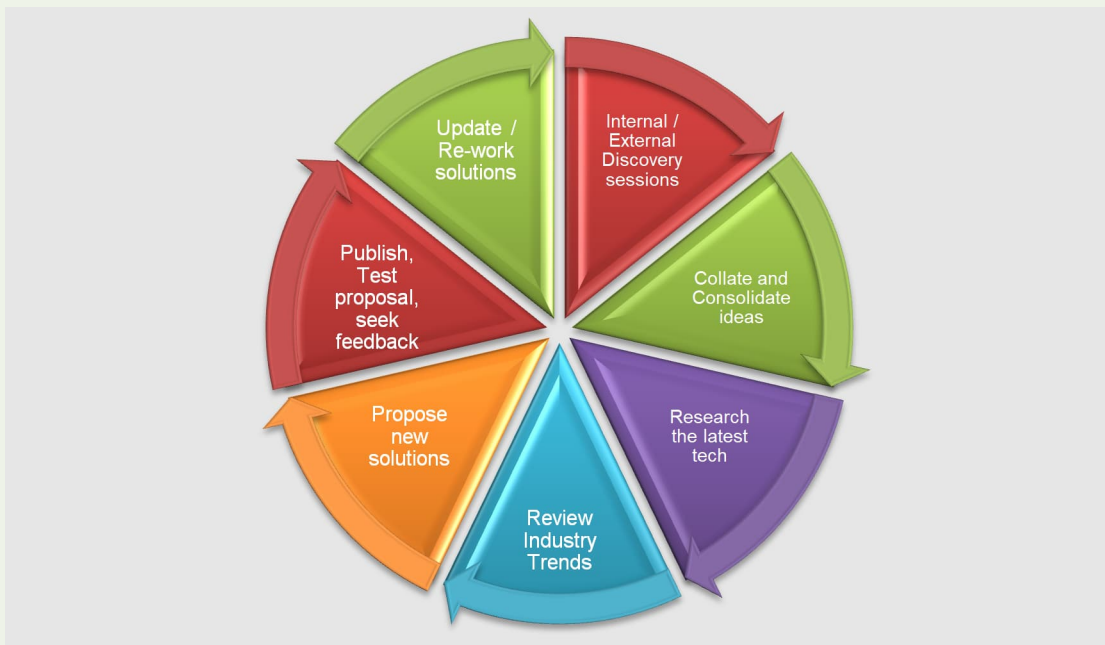 Internal /
External
Discovery
sessions
Collate and
Consolidate
ideas
Research
the latest
tech
Review
Industry
Trends
Propose
new
solutions
Publish,
Test
proposal,
seek
feedback
Update /
Re-work
solutions